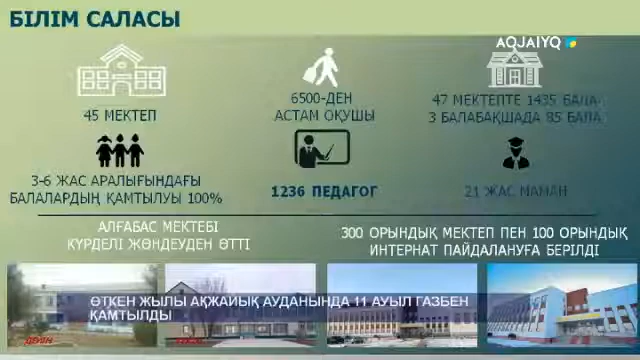 БІЛІМ САЛАСЫ
AQJAIYQ
45 МЕКТЕП
6500-ДЕН
АСТАМ ОҚУШЫ
47 МЕКТЕПТЕ 1435 БАЛА
3 БАЛАБАҚШАДА 85 БАЛА
3-6 ЖАС АРАЛЫҒЫНДАҒЫ
БАЛАЛАРДЫҢ ҚАМТЫЛУЫ 100%
1236 ПЕДАГОГ
21 ЖАС МАМАН
АЛҒАБАС МЕКТЕБІ
КҮРДЕЛІ ЖӨНДЕУДЕН ӨТТІ
300 ОРЫНДЫҚ МЕКТЕП ПЕН 100 ОРЫНДЫҚ
ИНТЕРНАТ ПАЙДАЛАНУҒА БЕРІЛДІ
ӨТКЕН ЖЫЛЫ АҚЖАЙЫҚ АУДАНЫНДА 11 АУЫЛ ГАЗБЕН
ҚАМТЫЛДЫ